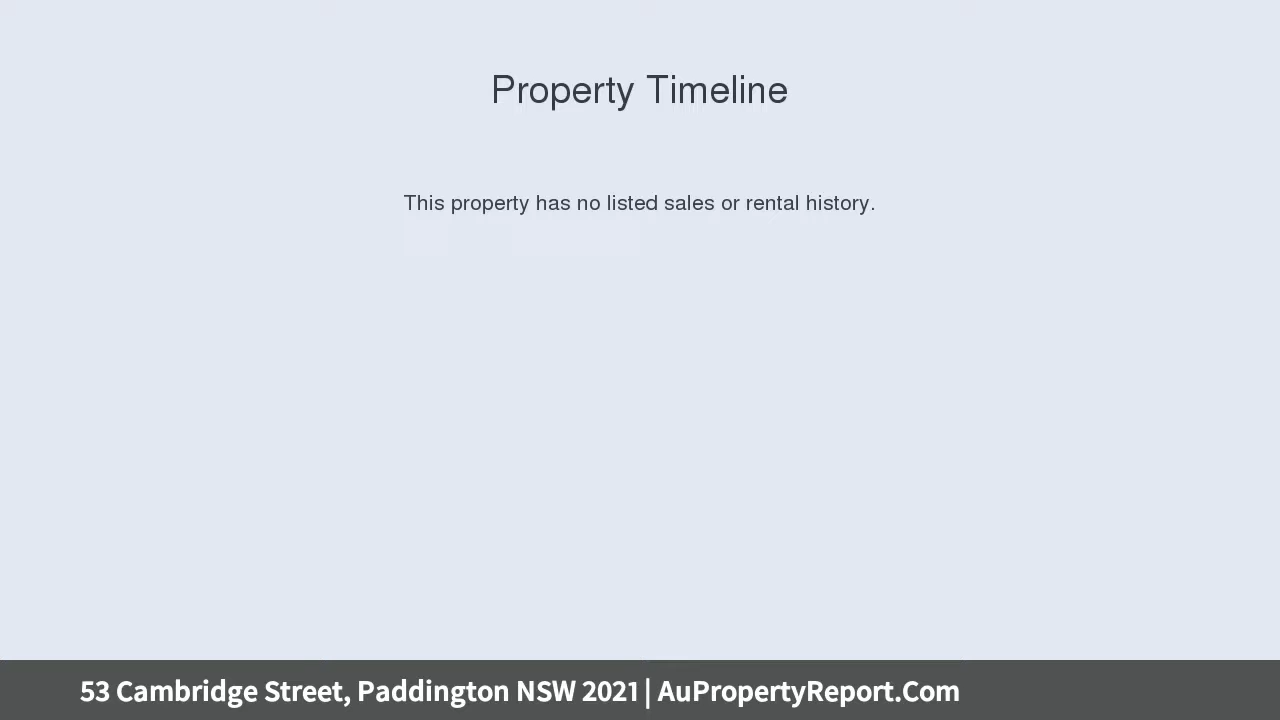 Property Timeline
This property has no listed sales or rental history.
53 Cambridge Street, Paddington NSW 2021 | AuPropertyReport.Com